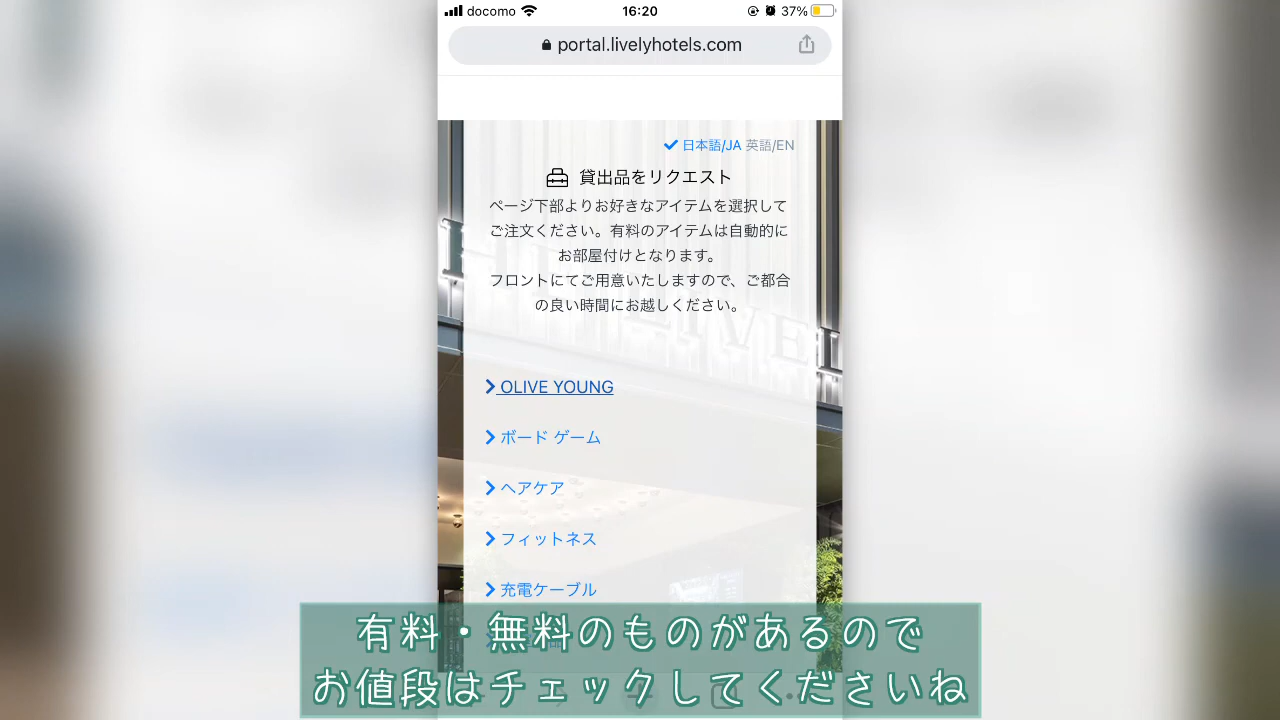 docomo 16:20 37%
portal.livelyhotels.com
日本語/JA 英語/EN
貸出品をリクエスト
ページ下部よりお好きなアイテムを選択して
ご注文ください。有料のアイテムは自動的に
お部屋付けとなります。
フロントにてご用意いたしますので、ご都合
の良い時間にお越しください。
LIVE
OLIVE YOUNG
ボード ゲーム
ヘアケア
フィットネス
充電ケーブル
有料・無料のものがあるので
お値段はチェックしてくださいね